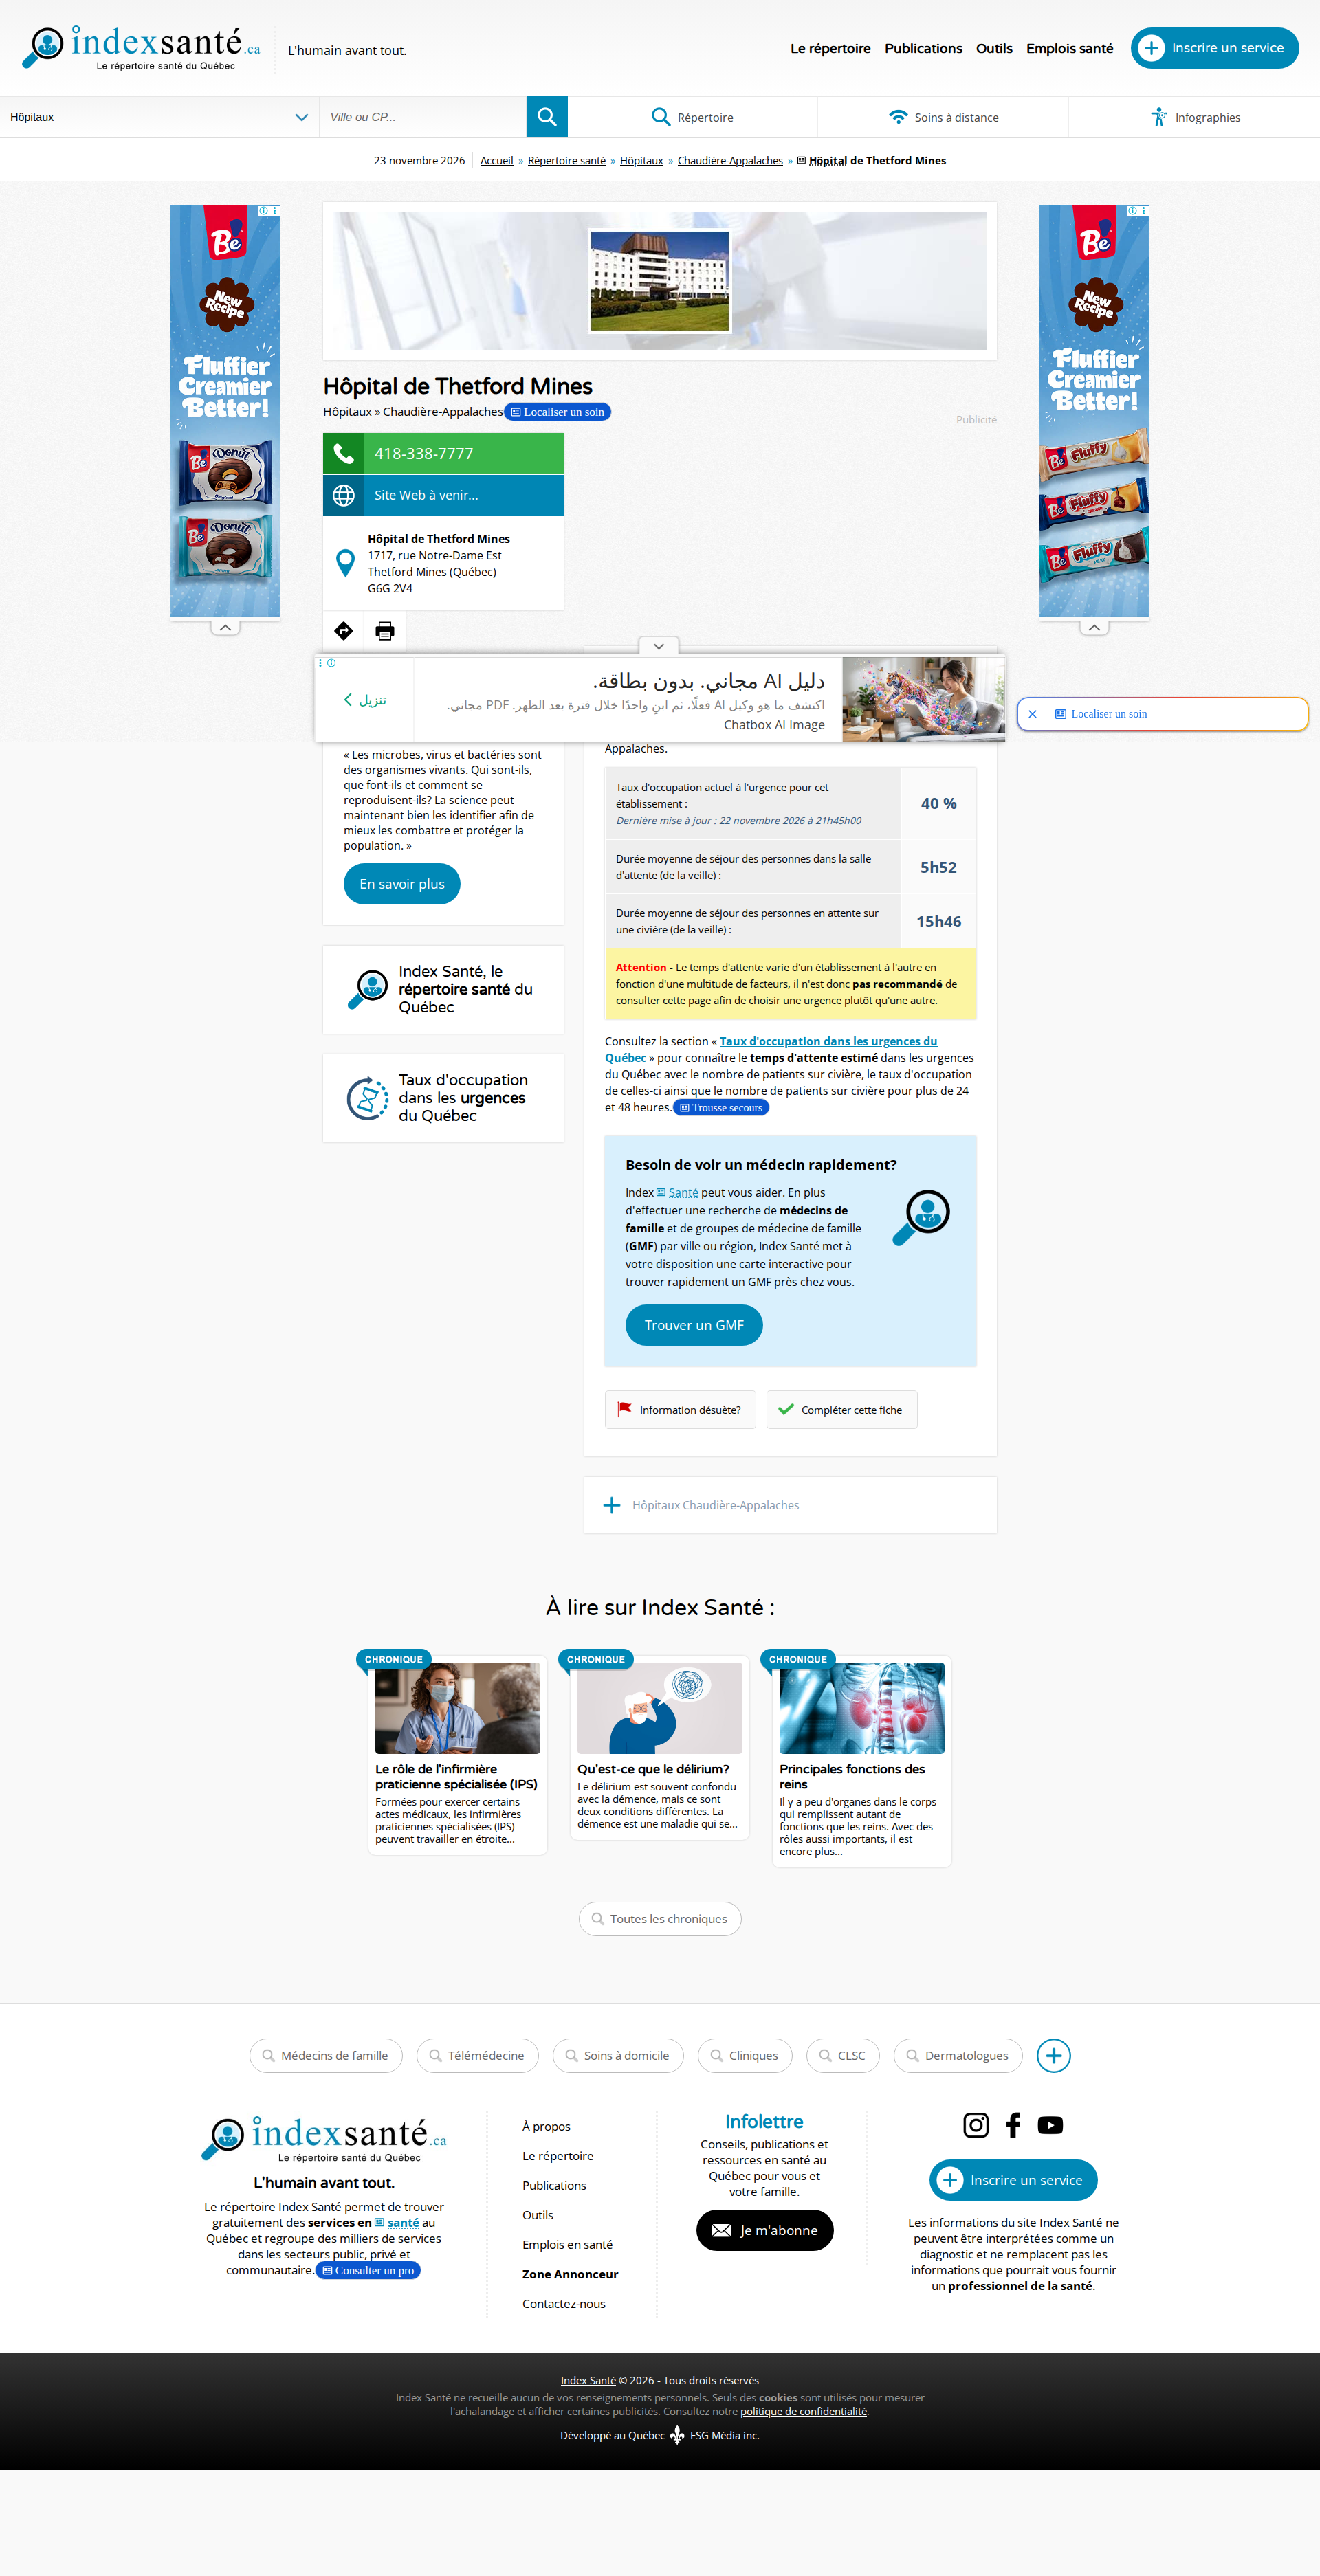 indexsanté.ca
Le répertoire santé du Québec
L'humain avant tout.
Le répertoire
Publications
Outils
Emplois santé
Inscrire un service
Hôpitaux
Ville ou CP...
Répertoire
Soins à distance
Infographies
23 novembre 2026
Accueil » Répertoire santé » Hôpitaux » Chaudière-Appalaches » Hôpital de Thetford Mines
Be
New Recipe
Fluffier
Creamier
Better!
Be Donut
Original
Be Donut
Be
New Recipe
Fluffier
Creamier
Better!
Be Fluffy
Be Fluffy
Be Fluffy
Hôpital de Thetford Mines
Hôpitaux » Chaudière-Appalaches Localiser un soin
Publicité
418-338-7777
Site Web à venir...
Hôpital de Thetford Mines
1717, rue Notre-Dame Est
Thetford Mines (Québec)
G6G 2V4
دليل AI مجاني. بدون بطاقة.
اكتشف ما هو وكيل AI فعلًا، ثم ابنِ واحدًا خلال فترة بعد الظهر. PDF مجاني.
Chatbox AI Image
تنزيل
Localiser un soin
« Les microbes, virus et bactéries sont
des organismes vivants. Qui sont-ils,
que font-ils et comment se
reproduisent-ils? La science peut
maintenant bien les identifier afin de
mieux les combattre et protéger la
population. »
En savoir plus
Index Santé, le
répertoire santé du
Québec
Taux d'occupation
dans les urgences
du Québec
Appalaches.
Taux d'occupation actuel à l'urgence pour cet
établissement :
Dernière mise à jour : 22 novembre 2026 à 21h45h00
40 %
Durée moyenne de séjour des personnes dans la salle
d'attente (de la veille) :
5h52
Durée moyenne de séjour des personnes en attente sur
une civière (de la veille) :
15h46
Attention - Le temps d'attente varie d'un établissement à l'autre en
fonction d'une multitude de facteurs, il n'est donc pas recommandé de
consulter cette page afin de choisir une urgence plutôt qu'une autre.
Consultez la section « Taux d'occupation dans les urgences du
Québec » pour connaître le temps d'attente estimé dans les urgences
du Québec avec le nombre de patients sur civière, le taux d'occupation
de celles-ci ainsi que le nombre de patients sur civière pour plus de 24
et 48 heures. Trousse secours
Besoin de voir un médecin rapidement?
Index Santé peut vous aider. En plus
d'effectuer une recherche de médecins de
famille et de groupes de médecine de famille
(GMF) par ville ou région, Index Santé met à
votre disposition une carte interactive pour
trouver rapidement un GMF près chez vous.
Trouver un GMF
Information désuète?
Compléter cette fiche
Hôpitaux Chaudière-Appalaches
À lire sur Index Santé :
CHRONIQUE
Le rôle de l'infirmière
praticienne spécialisée (IPS)
Formées pour exercer certains
actes médicaux, les infirmières
praticiennes spécialisées (IPS)
peuvent travailler en étroite...
CHRONIQUE
Qu'est-ce que le délirium?
Le délirium est souvent confondu
avec la démence, mais ce sont
deux conditions différentes. La
démence est une maladie qui se...
CHRONIQUE
Principales fonctions des
reins
Il y a peu d'organes dans le corps
qui remplissent autant de
fonctions que les reins. Avec des
rôles aussi importants, il est
encore plus...
Toutes les chroniques
Médecins de famille
Télémédecine
Soins à domicile
Cliniques
CLSC
Dermatologues
indexsanté.ca
Le répertoire santé du Québec
L'humain avant tout.
Le répertoire Index Santé permet de trouver
gratuitement des services en santé au
Québec et regroupe des milliers de services
dans les secteurs public, privé et
communautaire. Consulter un pro
À propos
Le répertoire
Publications
Outils
Emplois en santé
Zone Annonceur
Contactez-nous
Infolettre
Conseils, publications et
ressources en santé au
Québec pour vous et
votre famille.
Je m'abonne
Inscrire un service
Les informations du site Index Santé ne
peuvent être interprétées comme un
diagnostic et ne remplacent pas les
informations que pourrait vous fournir
un professionnel de la santé.
Index Santé © 2026 - Tous droits réservés
Index Santé ne recueille aucun de vos renseignements personnels. Seuls des cookies sont utilisés pour mesurer
l'achalandage et afficher certaines publicités. Consultez notre politique de confidentialité.
Développé au Québec ESG Média inc.